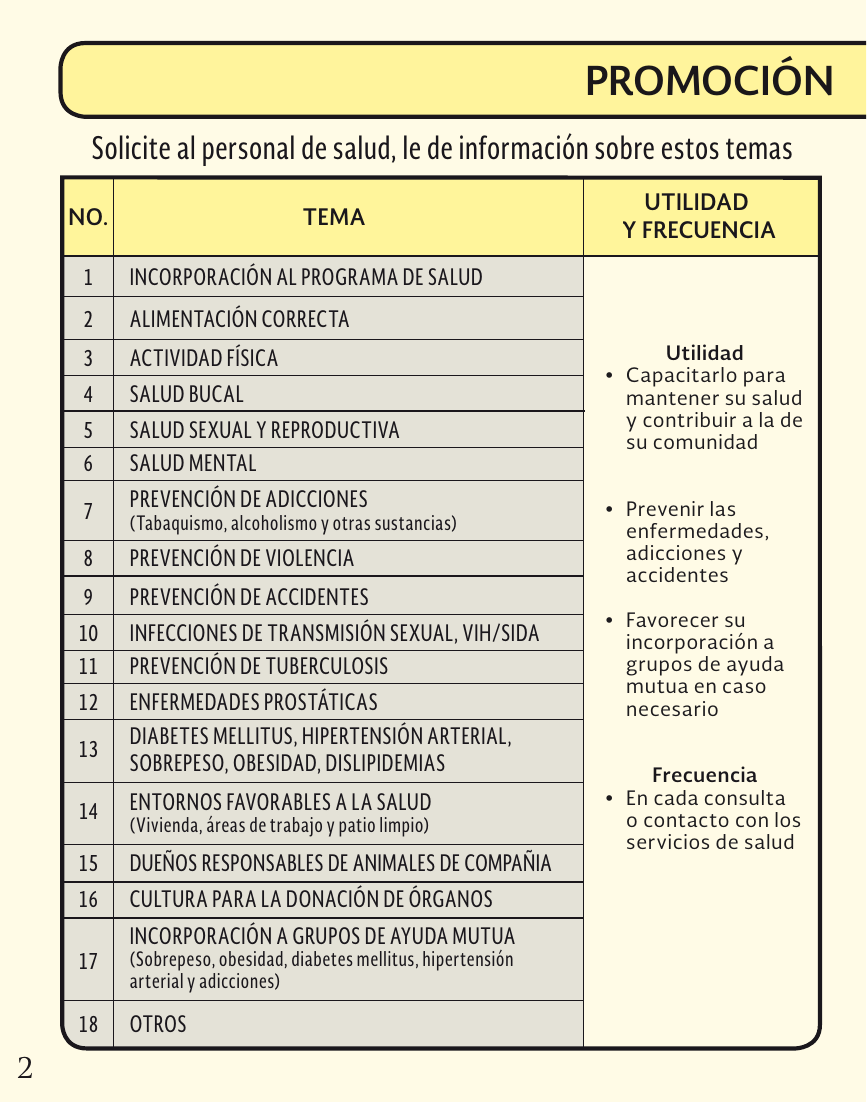 PROMOCIÓN
Solicite al personal de salud, le de información sobre estos temas
NO.
TEMA
UTILIDAD
Y FRECUENCIA
1 INCORPORACIÓN AL PROGRAMA DE SALUD
2 ALIMENTACIÓN CORRECTA
3 ACTIVIDAD FÍSICA
4 SALUD BUCAL
5 SALUD SEXUAL Y REPRODUCTIVA
6 SALUD MENTAL
7 PREVENCIÓN DE ADICCIONES
(Tabaquismo, alcoholismo y otras sustancias)
8 PREVENCIÓN DE VIOLENCIA
9 PREVENCIÓN DE ACCIDENTES
10 INFECCIONES DE TRANSMISIÓN SEXUAL, VIH/SIDA
11 PREVENCIÓN DE TUBERCULOSIS
12 ENFERMEDADES PROSTÁTICAS
13 DIABETES MELLITUS, HIPERTENSIÓN ARTERIAL,
SOBREPESO, OBESIDAD, DISLIPIDEMIAS
14 ENTORNOS FAVORABLES A LA SALUD
(Vivienda, áreas de trabajo y patio limpio)
15 DUEÑOS RESPONSABLES DE ANIMALES DE COMPAÑIA
16 CULTURA PARA LA DONACIÓN DE ÓRGANOS
17 INCORPORACIÓN A GRUPOS DE AYUDA MUTUA
(Sobrepeso, obesidad, diabetes mellitus, hipertensión
arterial y adicciones)
18 OTROS
Utilidad
• Capacitarlo para
mantener su salud
y contribuir a la de
su comunidad
• Prevenir las
enfermedades,
adicciones y
accidentes
• Favorecer su
incorporación a
grupos de ayuda
mutua en caso
necesario
Frecuencia
• En cada consulta
o contacto con los
servicios de salud
2